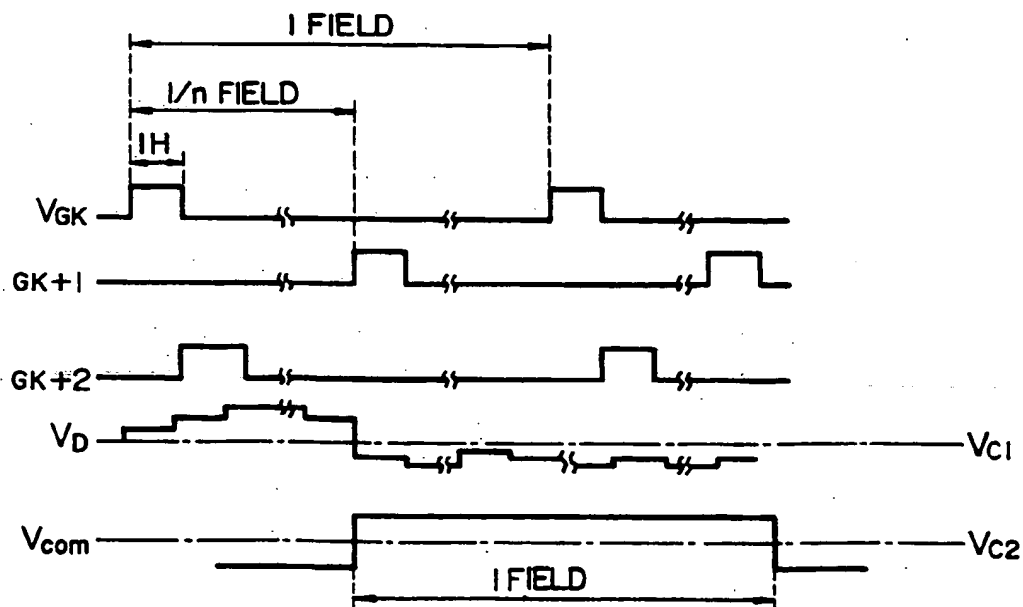 1 FIELD
1/n FIELD
1H
VGK
GK+1
GK+2
VD
VC1
Vcom
VC2
1 FIELD